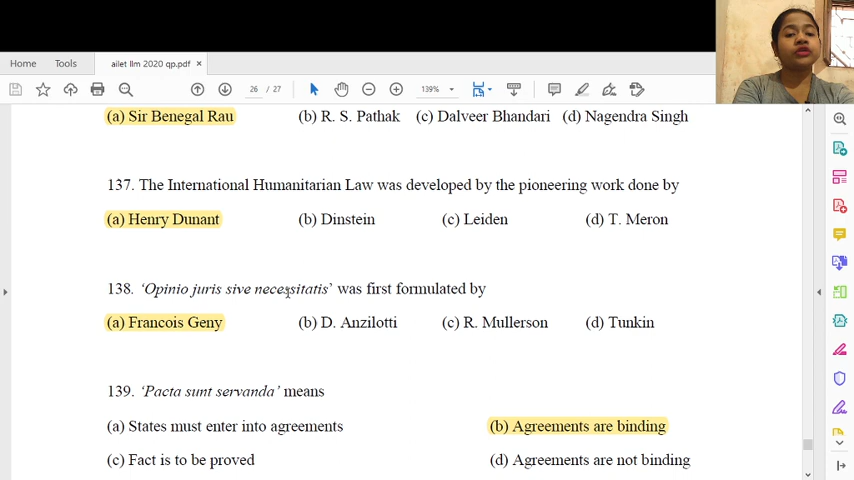 Home Tools ailet llm 2020 qp.pdf ×
26 / 27 139%
(a) Sir Benegal Rau (b) R. S. Pathak (c) Dalveer Bhandari (d) Nagendra Singh
137. The International Humanitarian Law was developed by the pioneering work done by
(a) Henry Dunant (b) Dinstein (c) Leiden (d) T. Meron
138. ‘Opinio juris sive necessitatis’ was first formulated by
(a) Francois Geny (b) D. Anzilotti (c) R. Mullerson (d) Tunkin
139. ‘Pacta sunt servanda’ means
(a) States must enter into agreements (b) Agreements are binding
(c) Fact is to be proved (d) Agreements are not binding